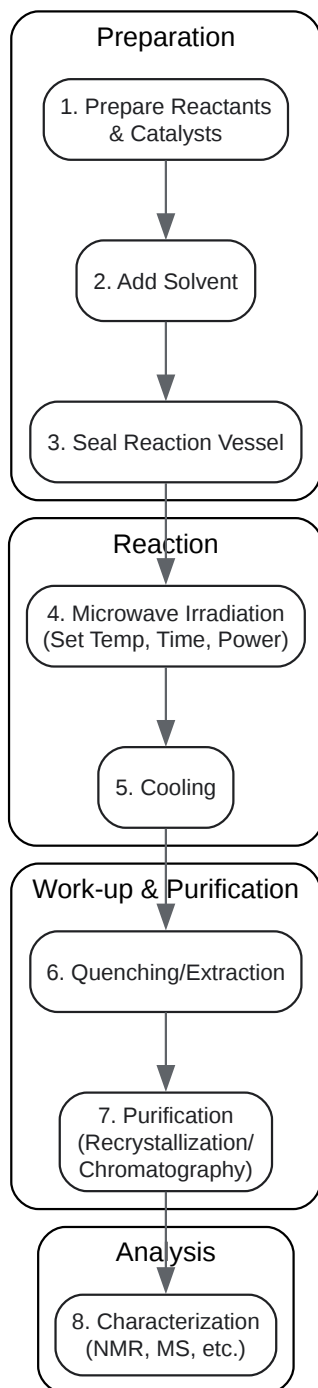 Preparation
1. Prepare Reactants
& Catalysts
2. Add Solvent
3. Seal Reaction Vessel
Reaction
4. Microwave Irradiation
(Set Temp, Time, Power)
5. Cooling
Work-up & Purification
6. Quenching/Extraction
7. Purification
(Recrystallization/
Chromatography)
Analysis
8. Characterization
(NMR, MS, etc.)